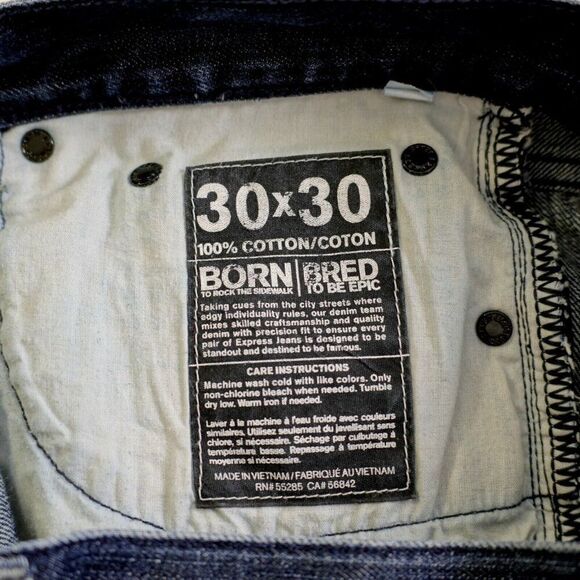 30x30
100% COTTON/COTON
BORN | BRED
TO ROCK THE SIDEWALK TO BE EPIC
Taking cues from the city streets where
edgy individuality rules, our denim team
mixes skilled craftsmanship and quality
denim with precision fit to ensure every
pair of Express Jeans is designed to be
standout and destined to be famous.
CARE INSTRUCTIONS
Machine wash cold with like colors. Only
non-chlorine bleach when needed. Tumble
dry low. Warm iron if needed.
Laver à la machine à l'eau froide avec couleurs
similaires. Utilisez seulement du javellisant sans
chlore, si nécessaire. Séchage par culbutage à
température basse. Repassage à température
moyenne si nécessaire.
MADE IN VIETNAM/FABRIQUÉ AU VIETNAM
RN# 55285 CA# 56842